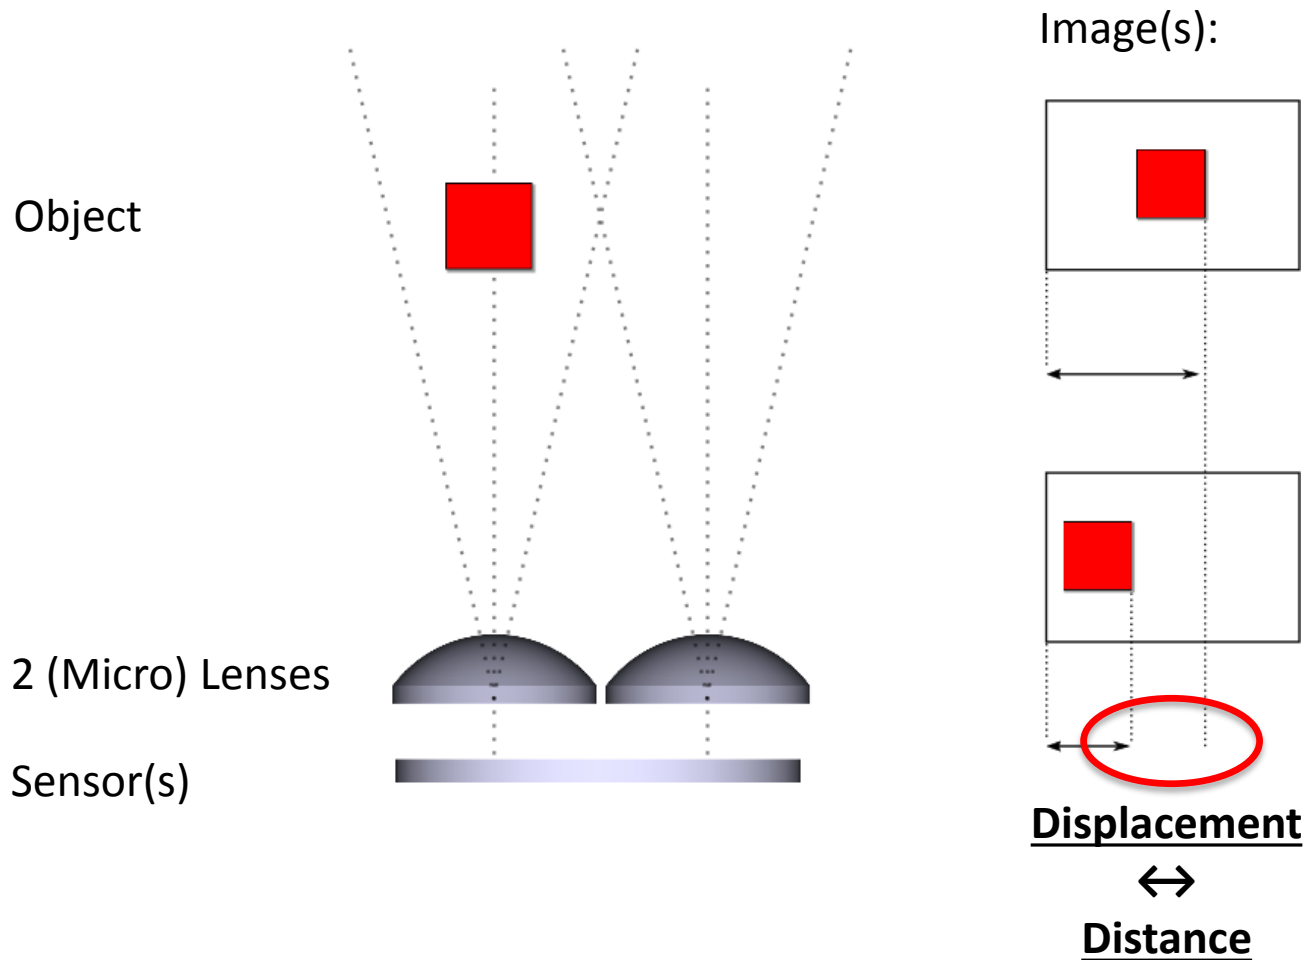 Image(s):
Object
2 (Micro) Lenses
Sensor(s)
Displacement
↔
Distance